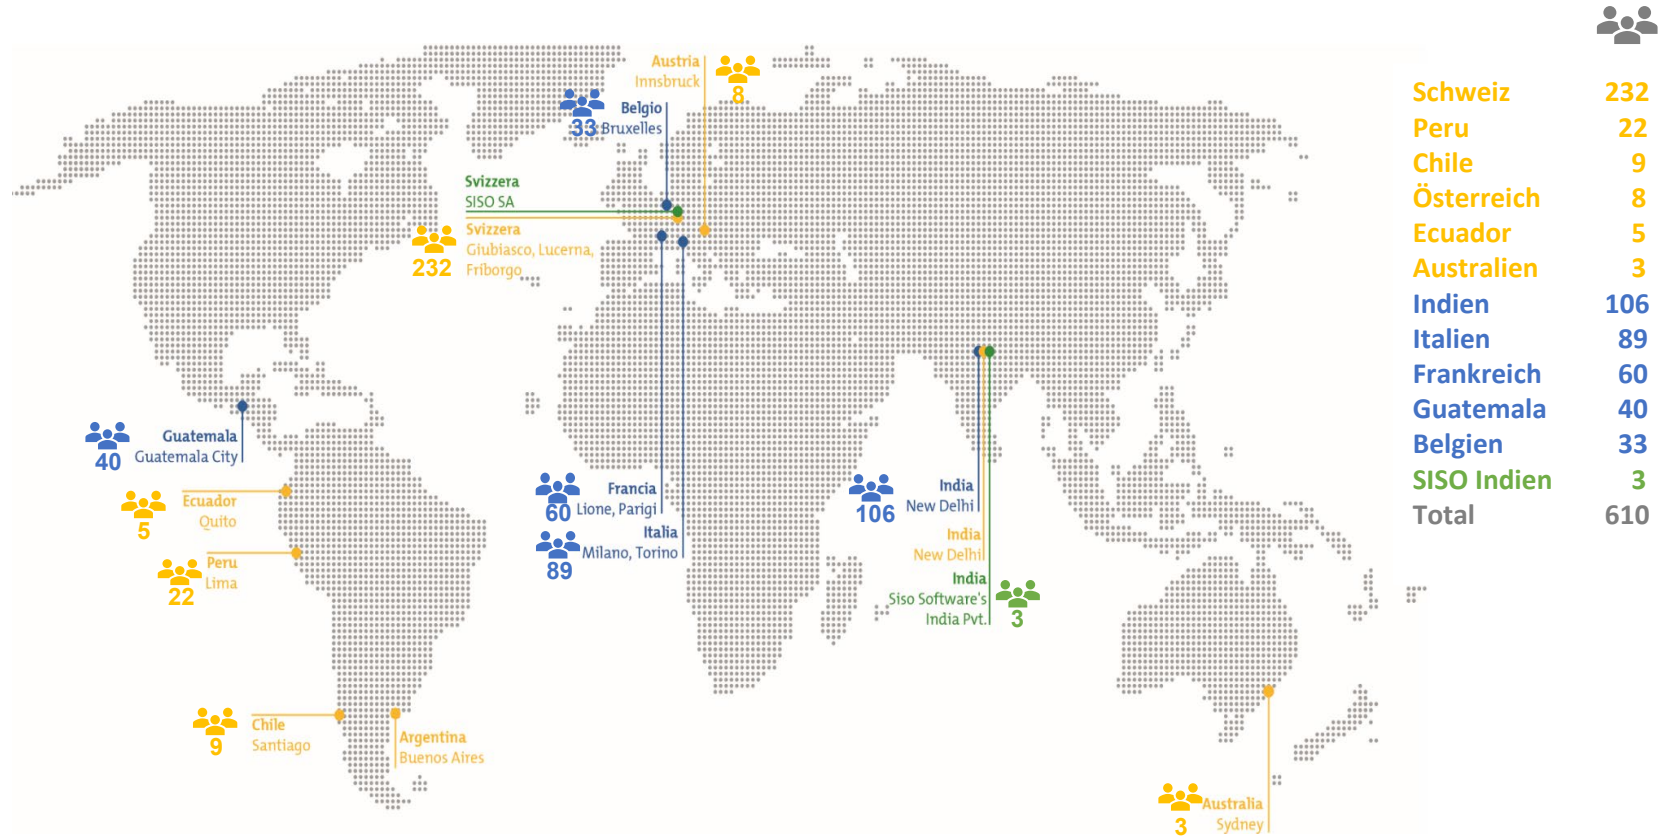 Austria
Innsbruck
8
Belgio
33 Bruxelles
Svizzera
SISO SA
Svizzera
Giubiasco, Lucerna,
232 Friborgo
Guatemala
40 Guatemala City
Ecuador
5 Quito
Peru
22 Lima
Chile
9 Santiago
Argentina
Buenos Aires
Francia
60 Lione, Parigi
Italia
89 Milano, Torino
India
106 New Delhi
India
New Delhi
India
Siso Software's
India Pvt.
3
Australia
3 Sydney
Schweiz 232
Peru 22
Chile 9
Österreich 8
Ecuador 5
Australien 3
Indien 106
Italien 89
Frankreich 60
Guatemala 40
Belgien 33
SISO Indien 3
Total 610